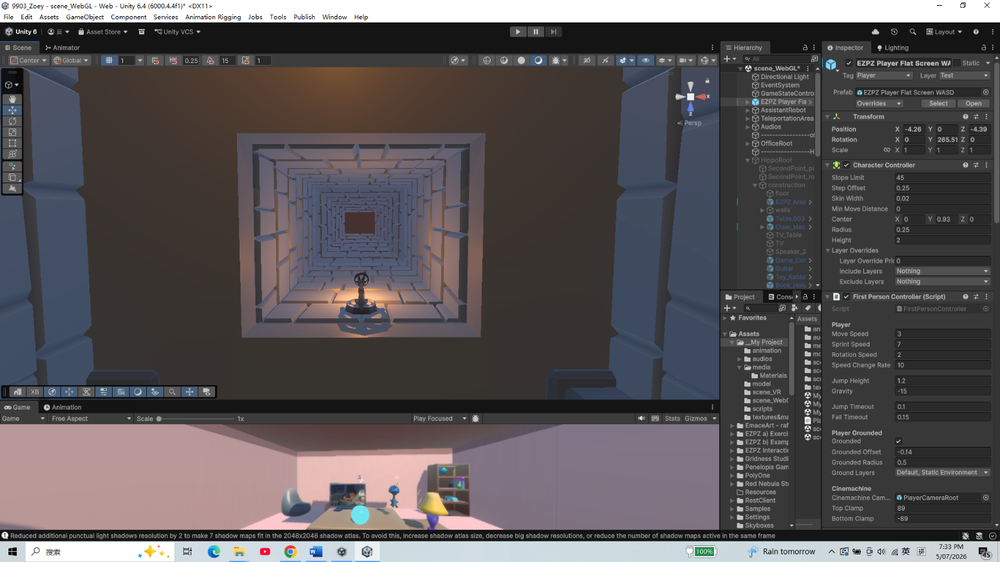 9903_Zoey - scene_WebGL - Web - Unity 6.4 (6000.4.4f1)* <DX11>
File Edit Assets GameObject Component Services Animation Rigging Jobs Tools Publish Window Help
Unity 6 Asset Store Unity VCS Layout
Scene Animator
Center Global 1 0.25 15 1
X
Z
Persp
XB
Game Animation
Game Free Aspect Scale 1x Play Focused Stats Gizmos
Hierarchy
All
scene_WebGL*
Directional Light
EventSystem
GameStateContro
EZPZ Player Fla
AssistantRobot
TeleportationArea
Audios
OfficeRoot
HippoRoot
SecondPoint_pl
SecondPoint_ro
construction
floor
EZPZ Area
walls
Table.003
Claw_Mac
TV_Table
TV
Speaker_2
Game_Cor
Guitar
Toy_Rabbi
Book_Holy
Project Conso
Favorites
Assets
__My Project
animation
audios
media
Materials
model
scene_VR
scene_WebG
scripts
textures&ma
EmaceArt - raf
EZPZ a) Exerci
EZPZ b) Examp
EZPZ Interactic
Gridness Studi
Penelopis Gam
PolyOne
Red Nebula Stu
Resources
RestClient
Samples
Settings
Skyboxes
Assets
ani
au
me
mo
sce
sce
scr
tex
My
My
My
Pla
sce
sce
Inspector Lighting
EZPZ Player Flat Screen WA Static
Tag Player Layer Test
Prefab EZPZ Player Flat Screen WASD
Overrides Select Open
Transform
Position X -4.26 Y 0 Z -4.39
Rotation X 0 Y 265.51 Z 0
Scale X 1 Y 1 Z 1
Character Controller
Slope Limit 45
Step Offset 0.25
Skin Width 0.02
Min Move Distance 0
Center X 0 Y 0.93 Z 0
Radius 0.25
Height 2
Layer Overrides
Layer Override Pric 0
Include Layers Nothing
Exclude Layers Nothing
First Person Controller (Script)
Script FirstPersonController
Player
Move Speed 3
Sprint Speed 7
Rotation Speed 2
Speed Change Rate 10
Jump Height 1.2
Gravity -15
Jump Timeout 0.1
Fall Timeout 0.15
Player Grounded
Grounded
Grounded Offset -0.14
Grounded Radius 0.5
Ground Layers Default, Static Environment
Cinemachine
Cinemachine Cam... PlayerCameraRoot
Top Clamp 89
Bottom Clamp -89
Reduced additional punctual light shadows resolution by 2 to make 7 shadow maps fit in the 2048x2048 shadow atlas. To avoid this, increase shadow atlas size, decrease big shadow resolutions, or reduce the number of shadow maps active in the same frame
搜索 100% Rain tomorrow 英 拼 7:33 PM
5/07/2026
45